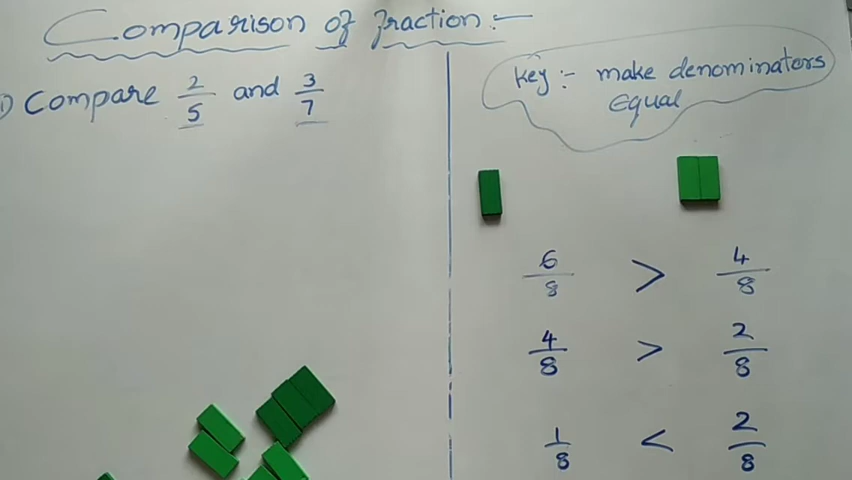 Comparison of fraction :-
1) Compare 2/5 and 3/7
Key :- make denominators
Equal
6/8 > 4/8
4/8 > 2/8
1/8 < 2/8